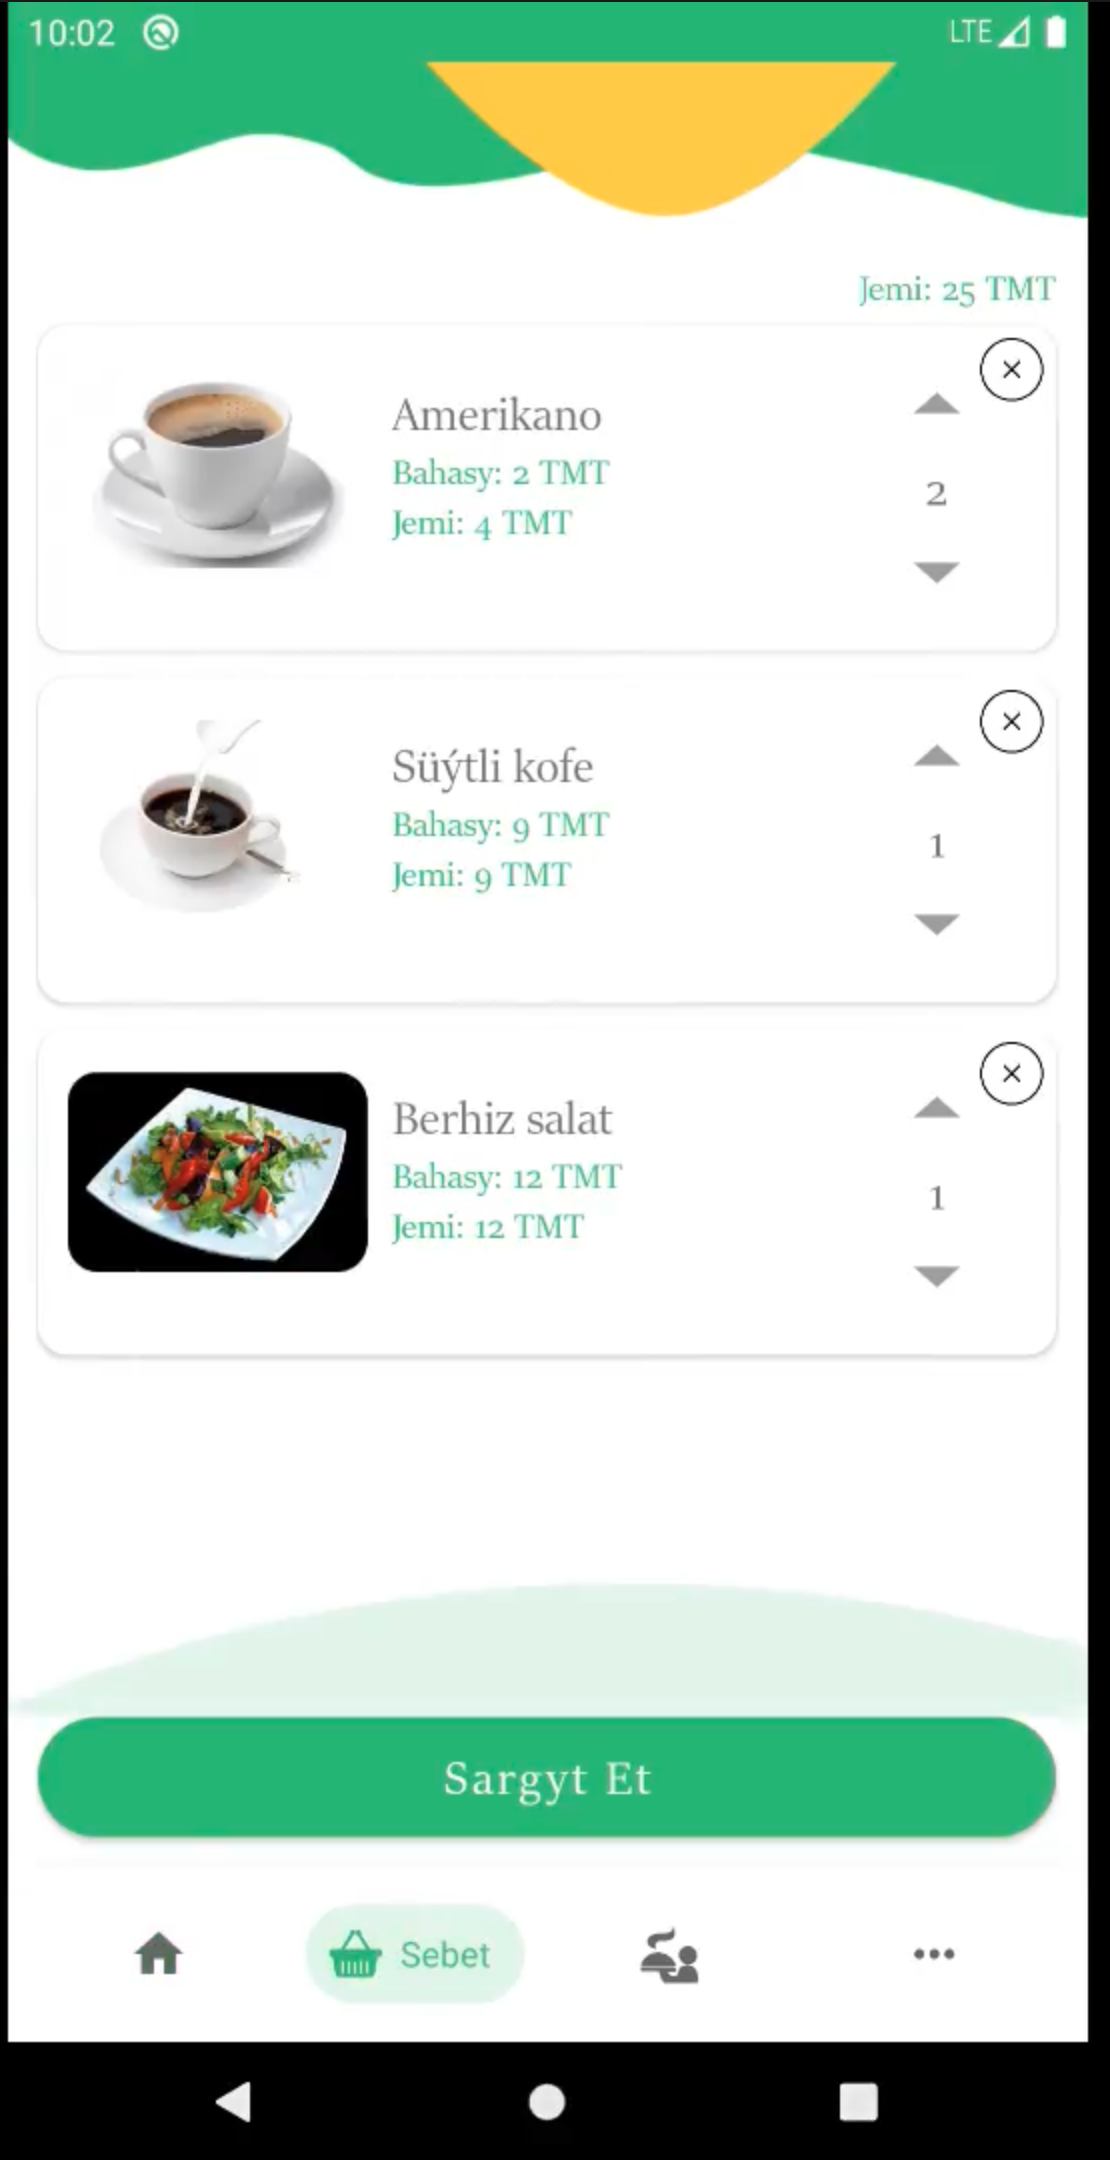 10:02
LTE
Jemi: 25 TMT
Amerikano
Bahasy: 2 TMT
Jemi: 4 TMT
2
Süýtli kofe
Bahasy: 9 TMT
Jemi: 9 TMT
1
Berhiz salat
Bahasy: 12 TMT
Jemi: 12 TMT
1
Sargyt Et
Sebet